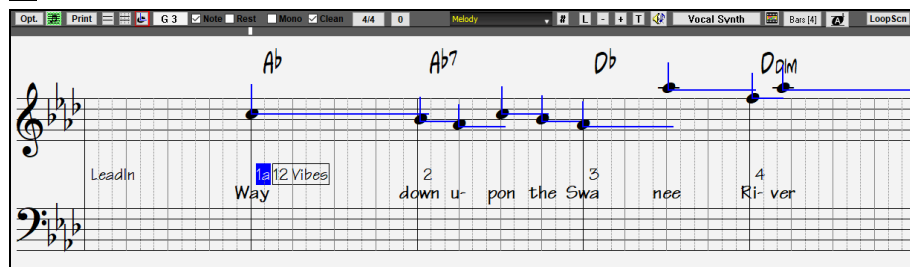 Opt. Print G 3 Note Rest Mono Clean 4/4 0 Melody # L - + T Vocal Synth Bars [4] A LoopScn
Ab Ab7 Db Ddim
LeadIn 1a 12 Vibes 2 3 4
Way down u- pon the Swa nee Ri- ver